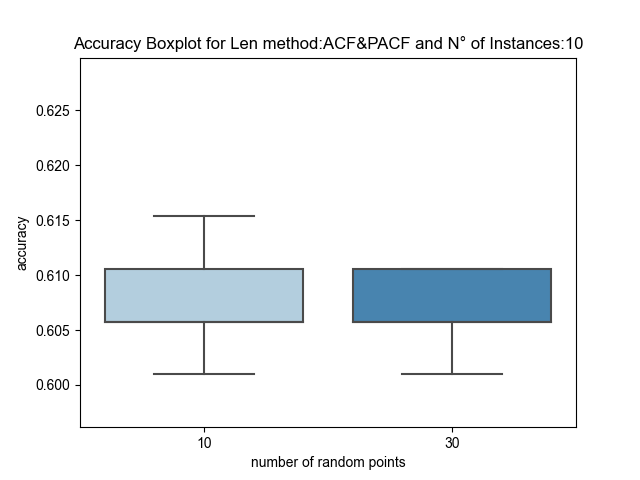 Accuracy Boxplot for Len method:ACF&PACF and N° of Instances:10
0.625
0.620
0.615
0.610
0.605
0.600
accuracy
10
30
number of random points